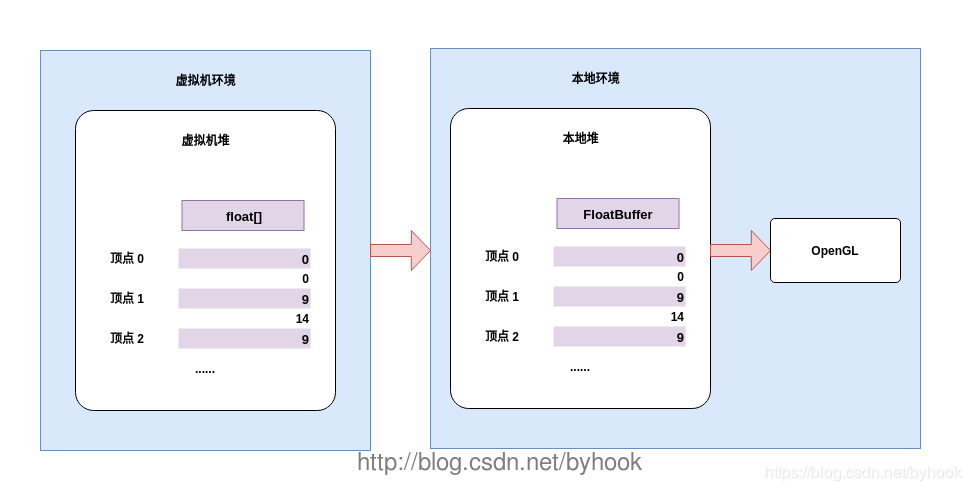 虚拟机环境
虚拟机堆
float[]
顶点 0 0
0
顶点 1 9
14
顶点 2 9
......
本地环境
本地堆
FloatBuffer
顶点 0 0
0
顶点 1 9
14
顶点 2 9
......
OpenGL
http://blog.csdn.net/byhook
https://blog.csdn.net/byhook